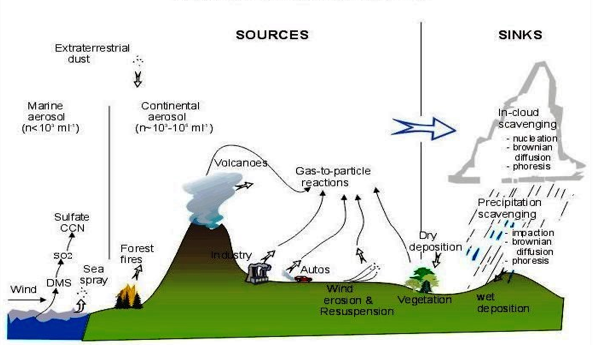 SOURCES
SINKS
Extraterrestrial
dust
Marine
aerosol
Continental
aerosol
In-cloud
scavenging
- nucleation
- brownian
diffusion
- phoresis
Volcanoes
Gas-to-particle
reactions
Precipitation
scavenging
- impaction
- brownian
diffusion
- phoresis
Sulfate
CCN
SO2
DMS
Sea
spray
Wind
Forest
fires
Industry
Autos
Wind
erosion &
Resuspension
Dry
deposition
Vegetation
wet
deposition